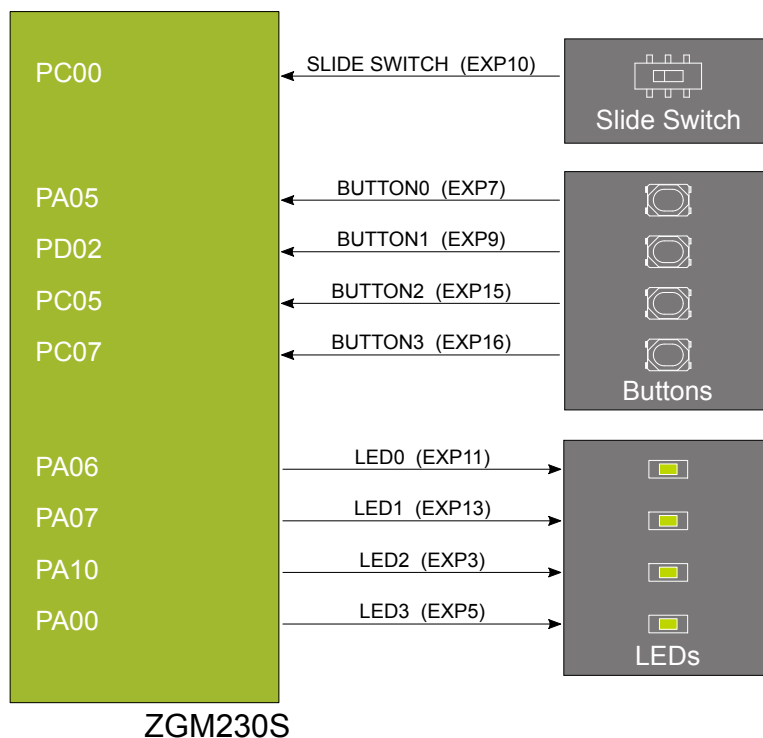 PC00
SLIDE SWITCH (EXP10)
Slide Switch
PA05
BUTTON0 (EXP7)
PD02
BUTTON1 (EXP9)
PC05
BUTTON2 (EXP15)
PC07
BUTTON3 (EXP16)
Buttons
PA06
LED0 (EXP11)
PA07
LED1 (EXP13)
PA10
LED2 (EXP3)
PA00
LED3 (EXP5)
LEDs
ZGM230S